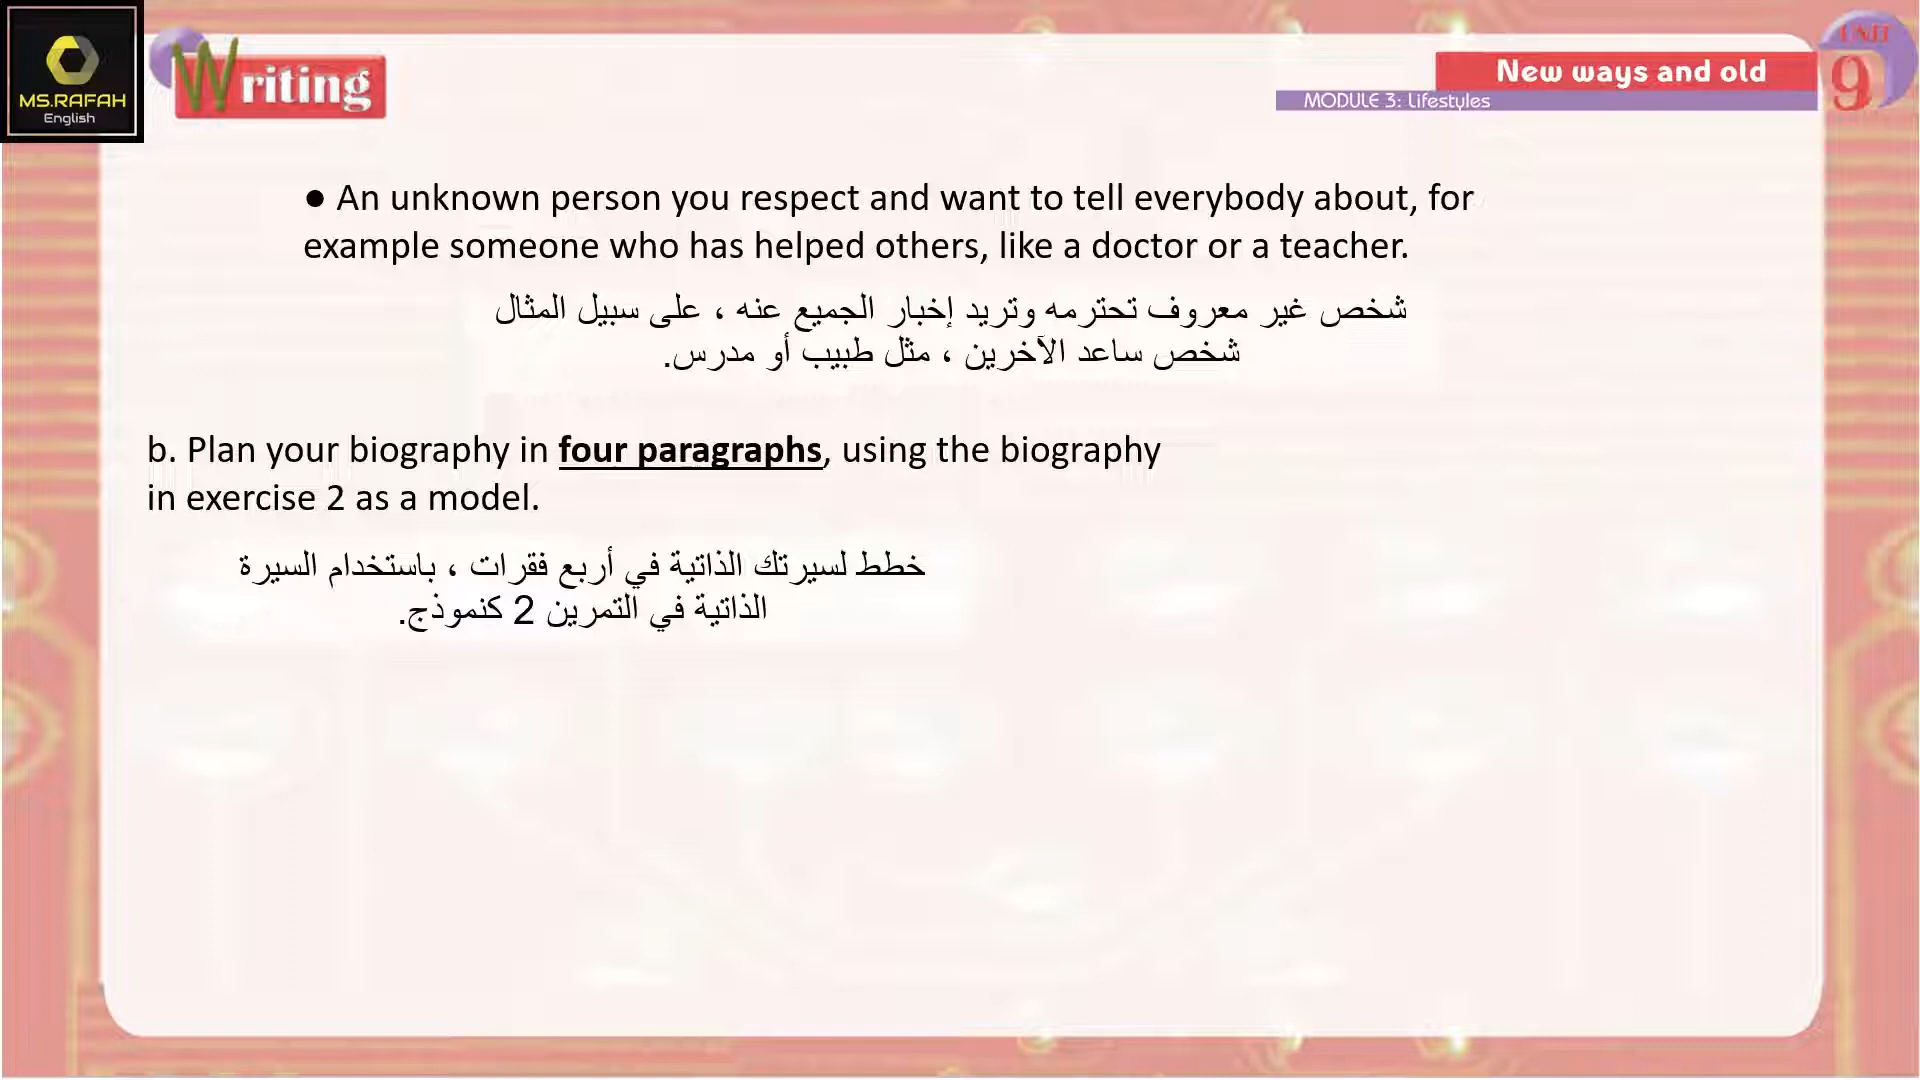 MS.RAFAH
English
Writing
New ways and old
MODULE 3: Lifestyles
UNIT
9
● An unknown person you respect and want to tell everybody about, for
example someone who has helped others, like a doctor or a teacher.
شخص غير معروف تحترمه وتريد إخبار الجميع عنه ، على سبيل المثال
شخص ساعد الآخرين ، مثل طبيب أو مدرس.
b. Plan your biography in four paragraphs, using the biography
in exercise 2 as a model.
خطط لسيرتك الذاتية في أربع فقرات ، باستخدام السيرة
الذاتية في التمرين 2 كنموذج.